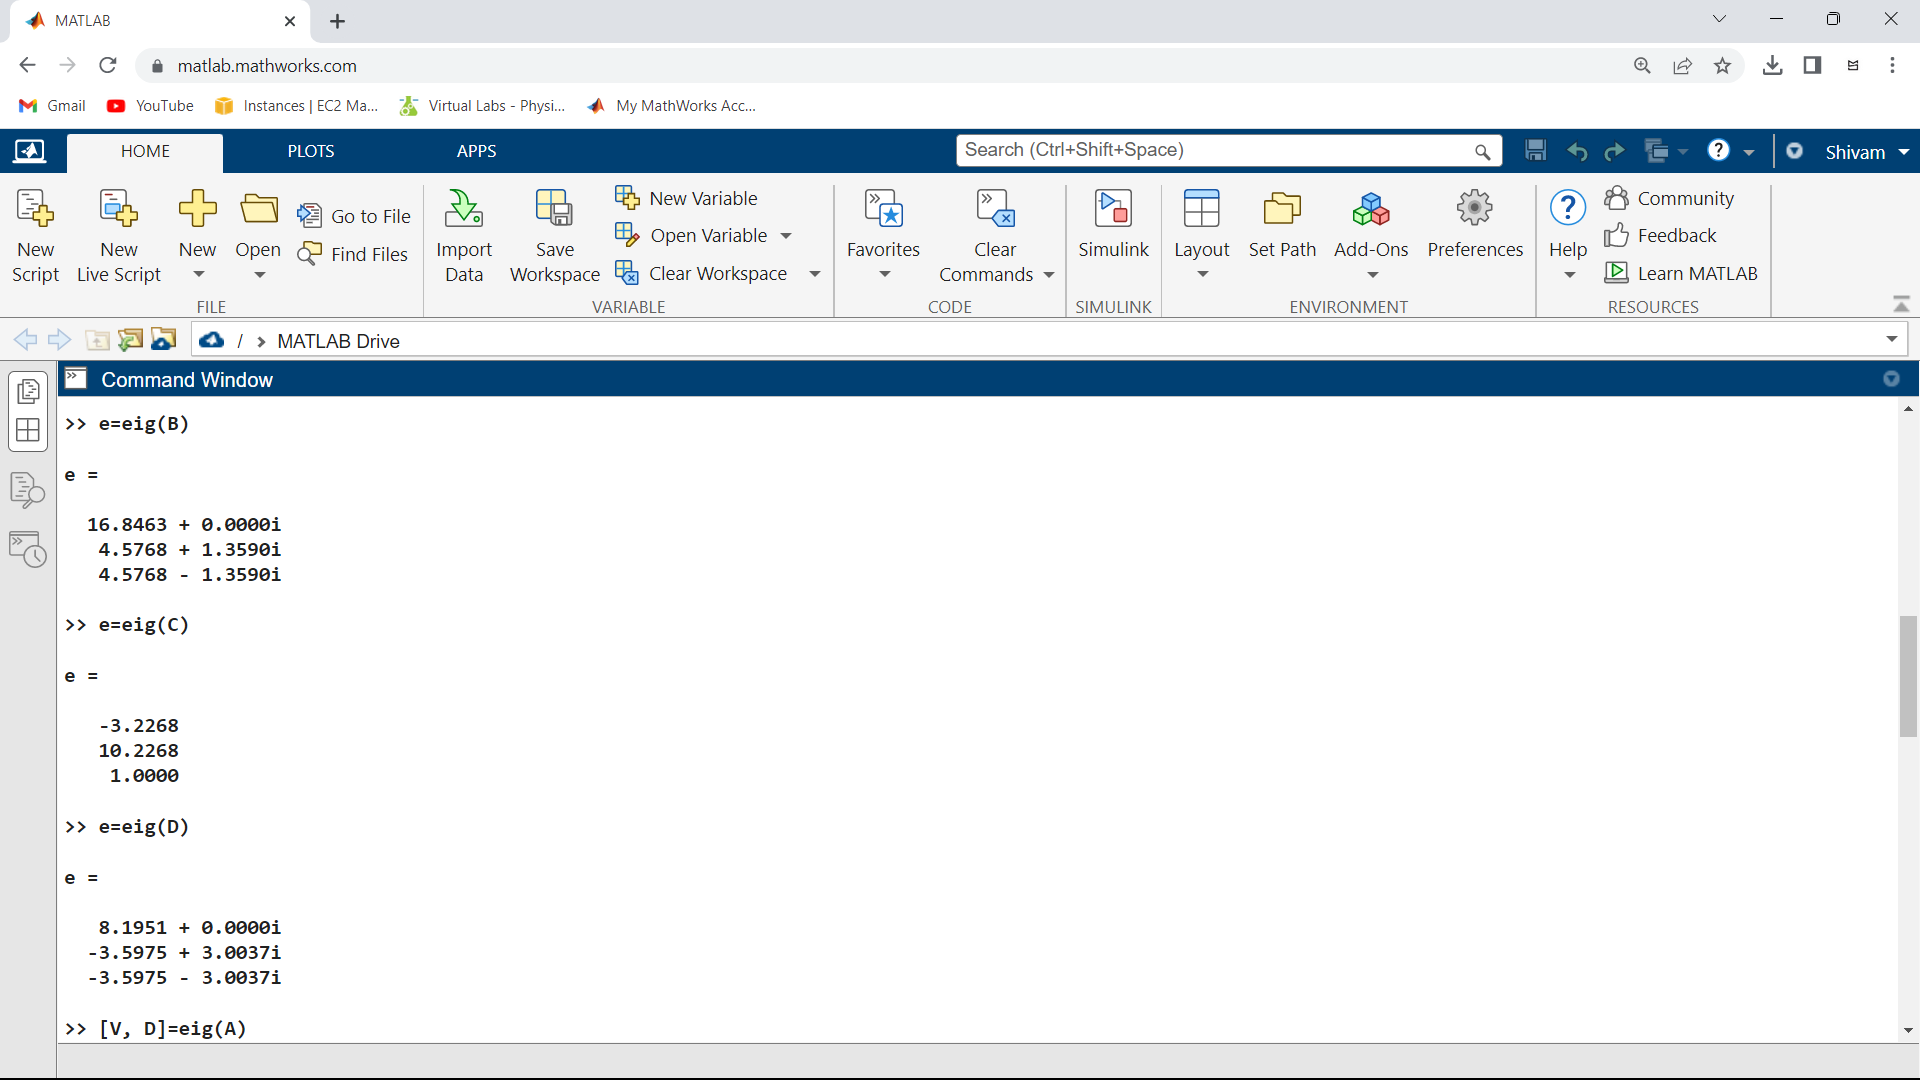 MATLAB
matlab.mathworks.com
Gmail YouTube Instances | EC2 Ma... Virtual Labs - Physi... My MathWorks Acc...
HOME PLOTS APPS Search (Ctrl+Shift+Space) Shivam
New Script
New Live Script
New
Open
Go to File
Find Files
FILE
Import Data
Save Workspace
New Variable
Open Variable
Clear Workspace
VARIABLE
Favorites
Clear Commands
CODE
Simulink
SIMULINK
Layout
Set Path
Add-Ons
Preferences
ENVIRONMENT
Help
Community
Feedback
Learn MATLAB
RESOURCES
/ > MATLAB Drive
Command Window
>> e=eig(B)
e =
16.8463 + 0.0000i
4.5768 + 1.3590i
4.5768 - 1.3590i
>> e=eig(C)
e =
-3.2268
10.2268
1.0000
>> e=eig(D)
e =
8.1951 + 0.0000i
-3.5975 + 3.0037i
-3.5975 - 3.0037i
>> [V, D]=eig(A)